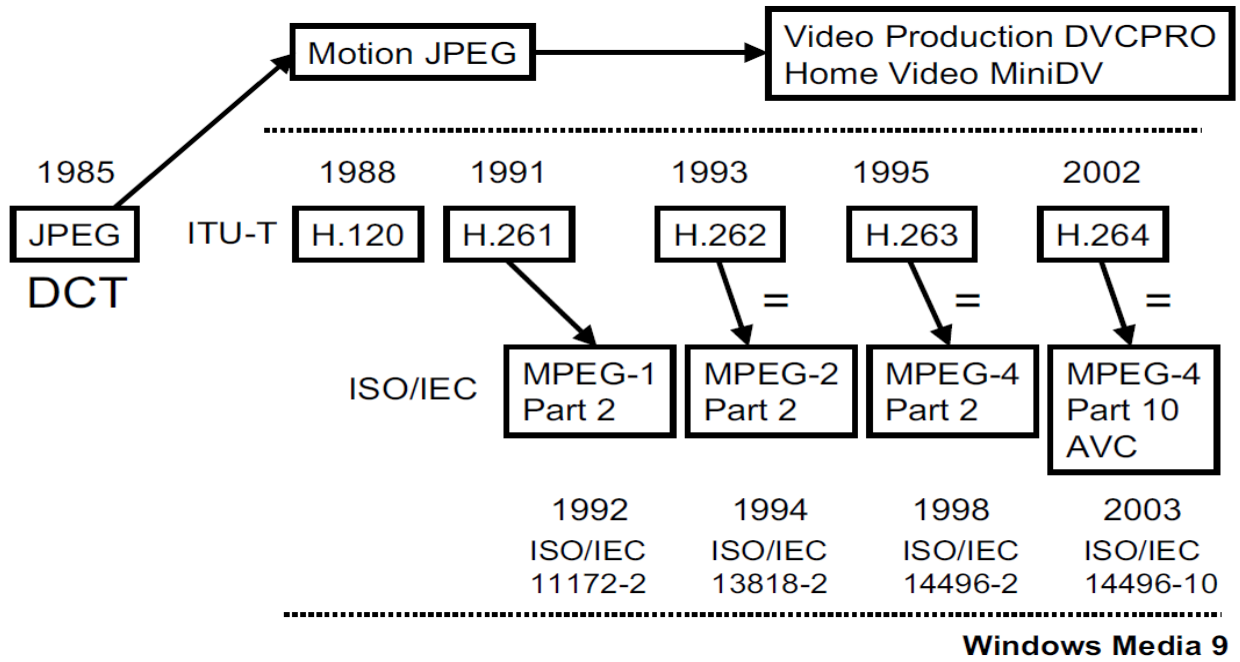 Motion JPEG
Video Production DVCPRO
Home Video MiniDV
1985 1988 1991 1993 1995 2002
JPEG ITU-T H.120 H.261 H.262 H.263 H.264
DCT
= = =
ISO/IEC
MPEG-1
Part 2
MPEG-2
Part 2
MPEG-4
Part 2
MPEG-4
Part 10
AVC
1992 1994 1998 2003
ISO/IEC ISO/IEC ISO/IEC ISO/IEC
11172-2 13818-2 14496-2 14496-10
Windows Media 9